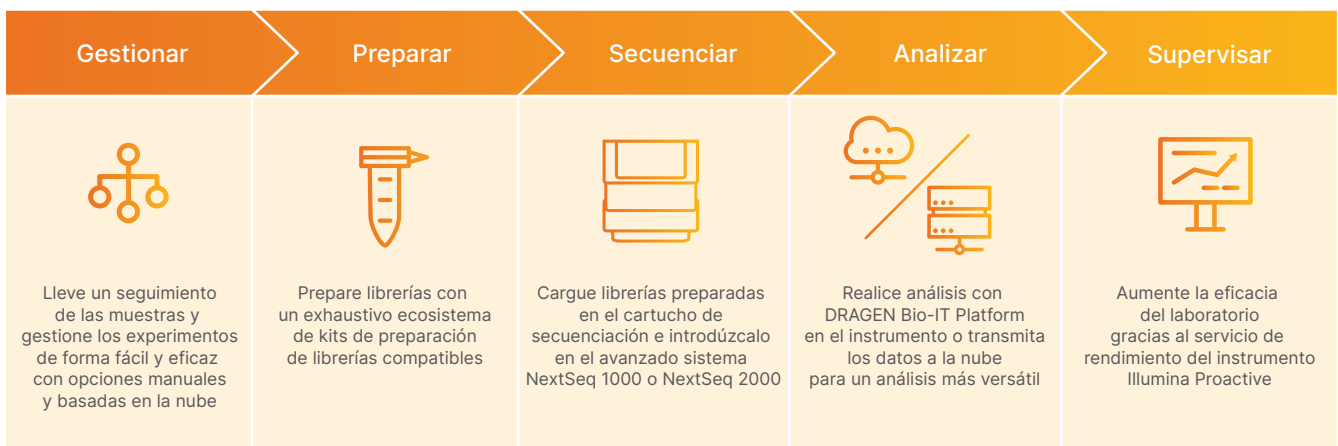 Gestionar
Preparar
Secuenciar
Analizar
Supervisar
Lleve un seguimiento
de las muestras y
gestione los experimentos
de forma fácil y eficaz
con opciones manuales
y basadas en la nube
Prepare librerías con
un exhaustivo ecosistema
de kits de preparación
de librerías compatibles
Cargue librerías preparadas
en el cartucho de
secuenciación e introdúzcalo
en el avanzado sistema
NextSeq 1000 o NextSeq 2000
Realice análisis con
DRAGEN Bio-IT Platform
en el instrumento o transmita
los datos a la nube
para un análisis más versátil
Aumente la eficacia
del laboratorio
gracias al servicio de
rendimiento del instrumento
Illumina Proactive